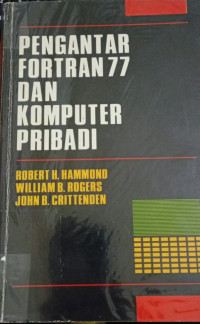 PENGANTAR
FORTRAN 77
DAN
KOMPUTER
PRIBADI
ROBERT H. HAMMOND
WILLIAM B. ROGERS
JOHN B. CRITTENDEN